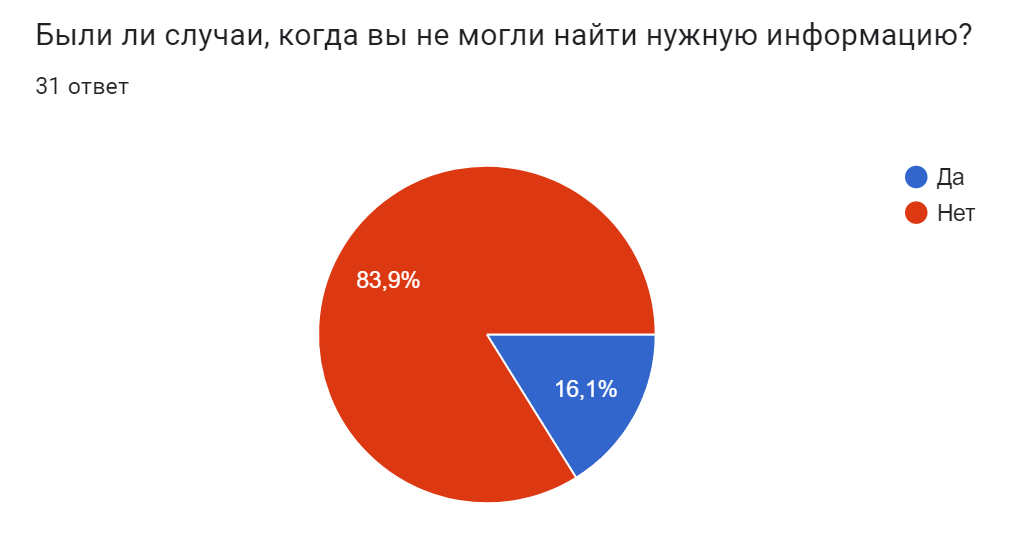 Были ли случаи, когда вы не могли найти нужную информацию?
31 ответ
Да
Нет
83,9%
16,1%